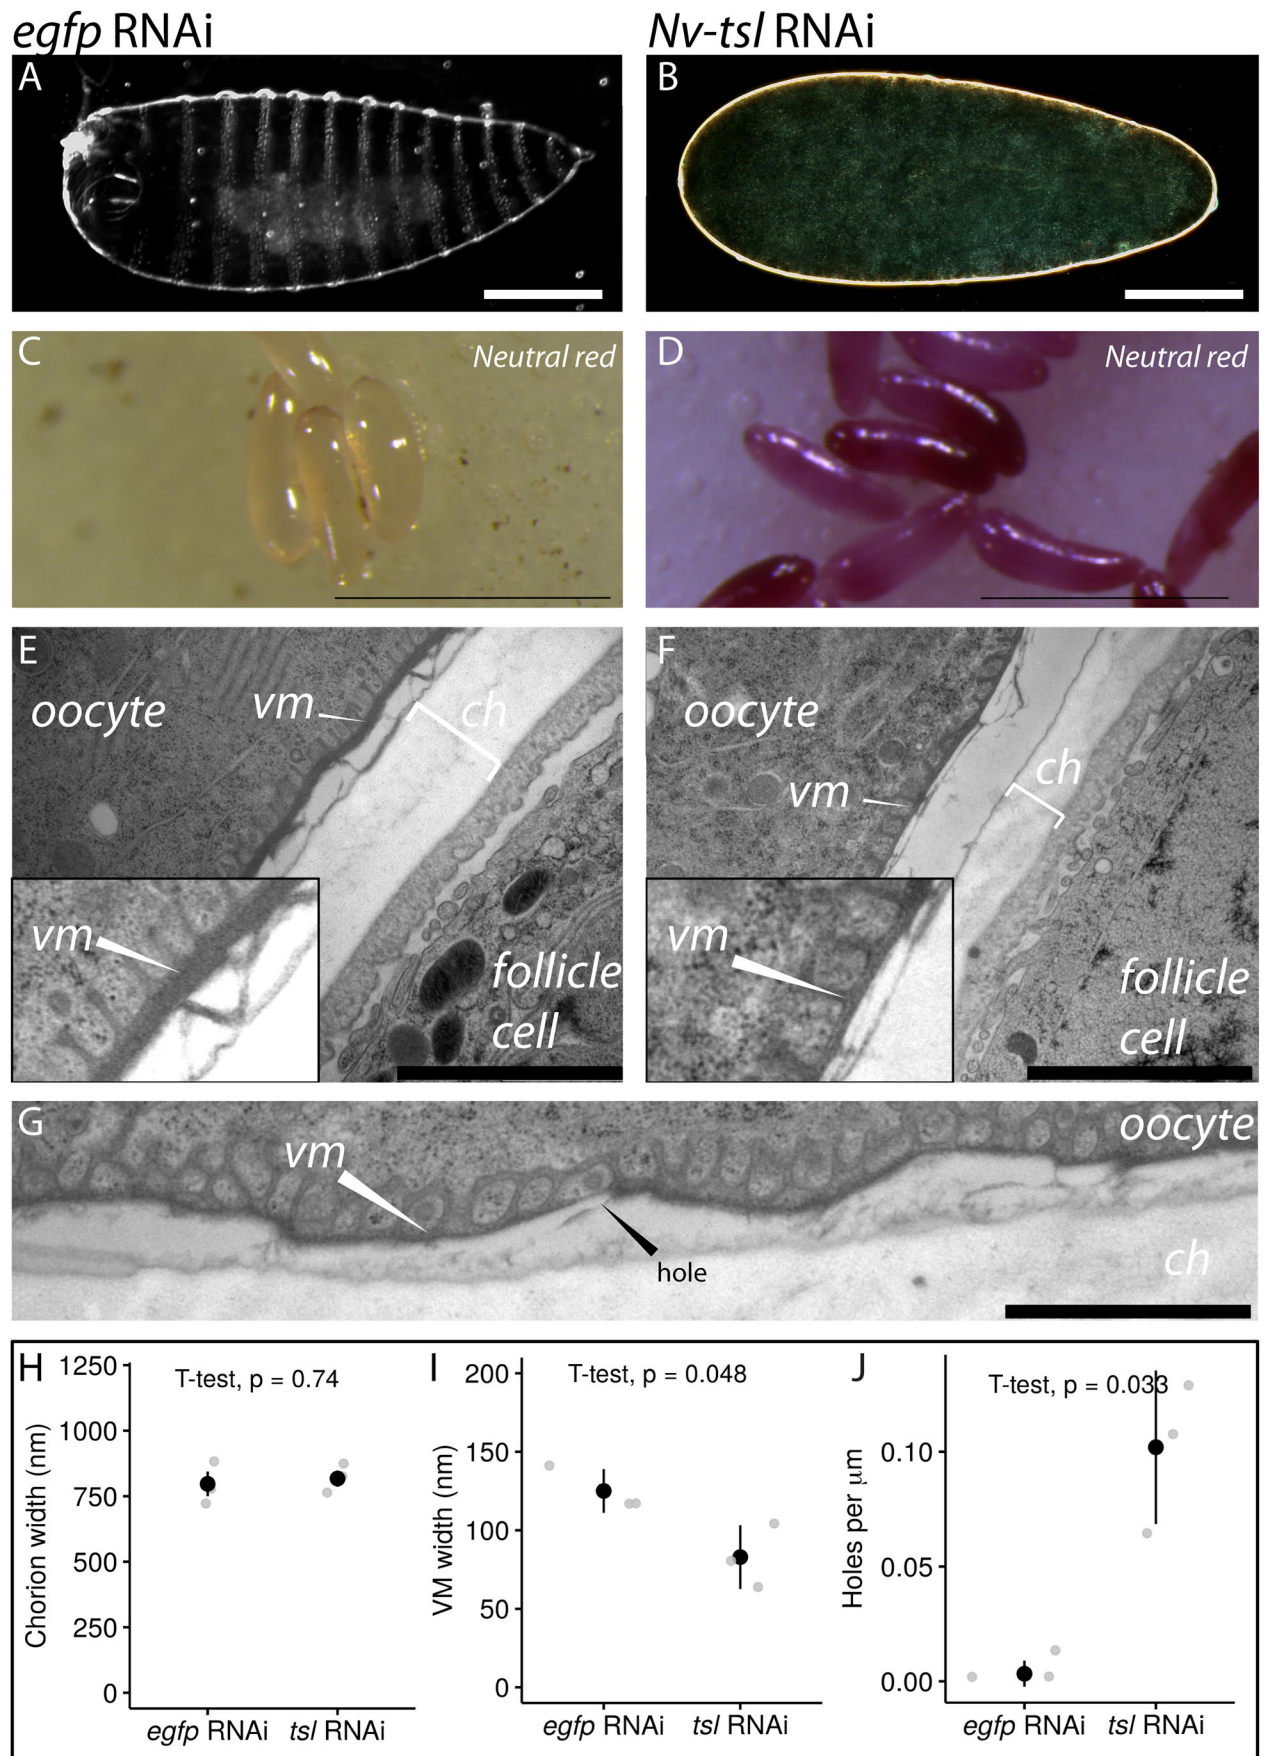 egfp RNAi
Nv-tsl RNAi
A
B
C
Neutral red
D
Neutral red
E
oocyte
vm
ch
vm
follicle
cell
F
oocyte
vm
ch
vm
follicle
cell
G
vm
oocyte
hole
ch
H
T-test, p = 0.74
Chorion width (nm)
1250
1000
750
500
250
0
egfp RNAi
tsl RNAi
I
T-test, p = 0.048
VM width (nm)
200
150
100
50
0
egfp RNAi
tsl RNAi
J
T-test, p = 0.033
Holes per μm
0.10
0.05
0.00
egfp RNAi
tsl RNAi